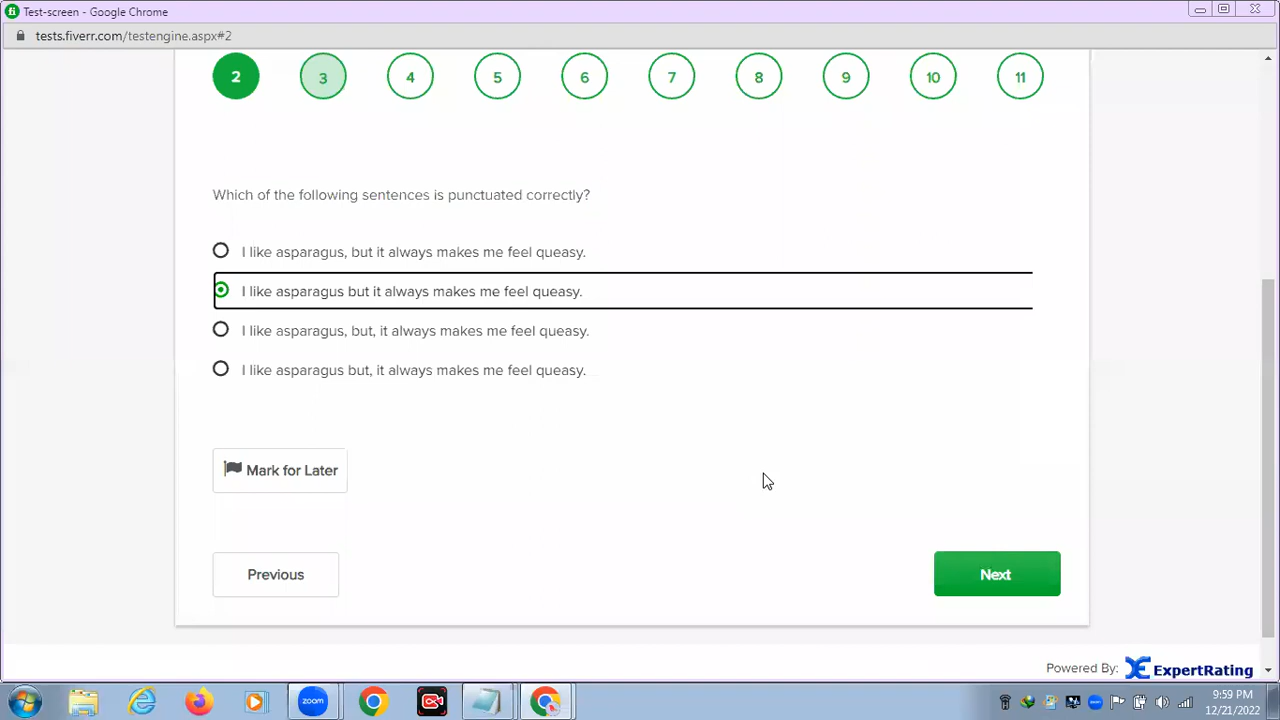 Test-screen - Google Chrome
tests.fiverr.com/testengine.aspx#2
2 3 4 5 6 7 8 9 10 11
Which of the following sentences is punctuated correctly?
I like asparagus, but it always makes me feel queasy.
I like asparagus but it always makes me feel queasy.
I like asparagus, but, it always makes me feel queasy.
I like asparagus but, it always makes me feel queasy.
Mark for Later
Previous
Next
Powered By: ExpertRating
zoom
9:59 PM
12/21/2022